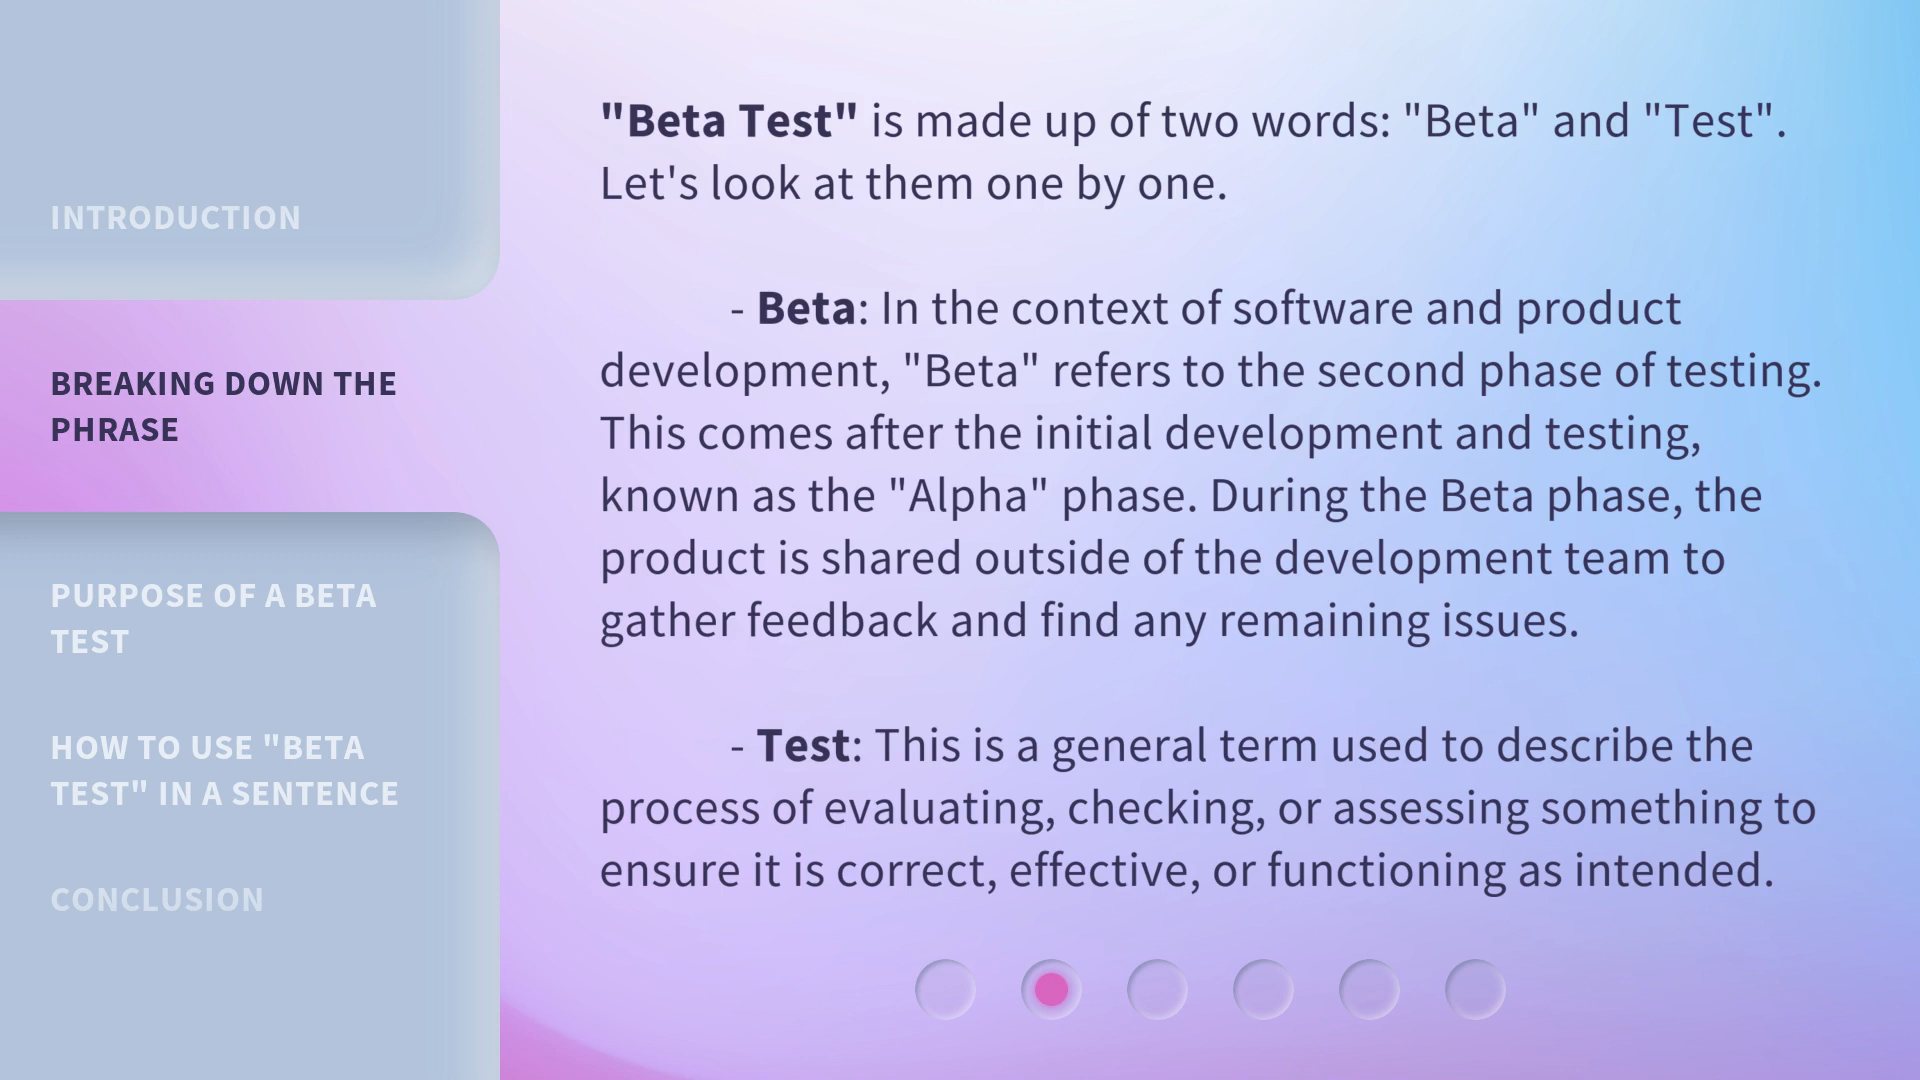 INTRODUCTION
BREAKING DOWN THE
PHRASE
PURPOSE OF A BETA
TEST
HOW TO USE "BETA
TEST" IN A SENTENCE
CONCLUSION
"Beta Test" is made up of two words: "Beta" and "Test".
Let's look at them one by one.
- Beta: In the context of software and product
development, "Beta" refers to the second phase of testing.
This comes after the initial development and testing,
known as the "Alpha" phase. During the Beta phase, the
product is shared outside of the development team to
gather feedback and find any remaining issues.
- Test: This is a general term used to describe the
process of evaluating, checking, or assessing something to
ensure it is correct, effective, or functioning as intended.